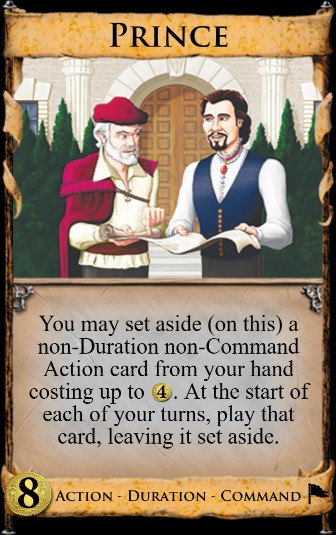 PRINCE
You may set aside (on this) a
non-Duration non-Command
Action card from your hand
costing up to 4. At the start of
each of your turns, play that
card, leaving it set aside.
8 ACTION - DURATION - COMMAND